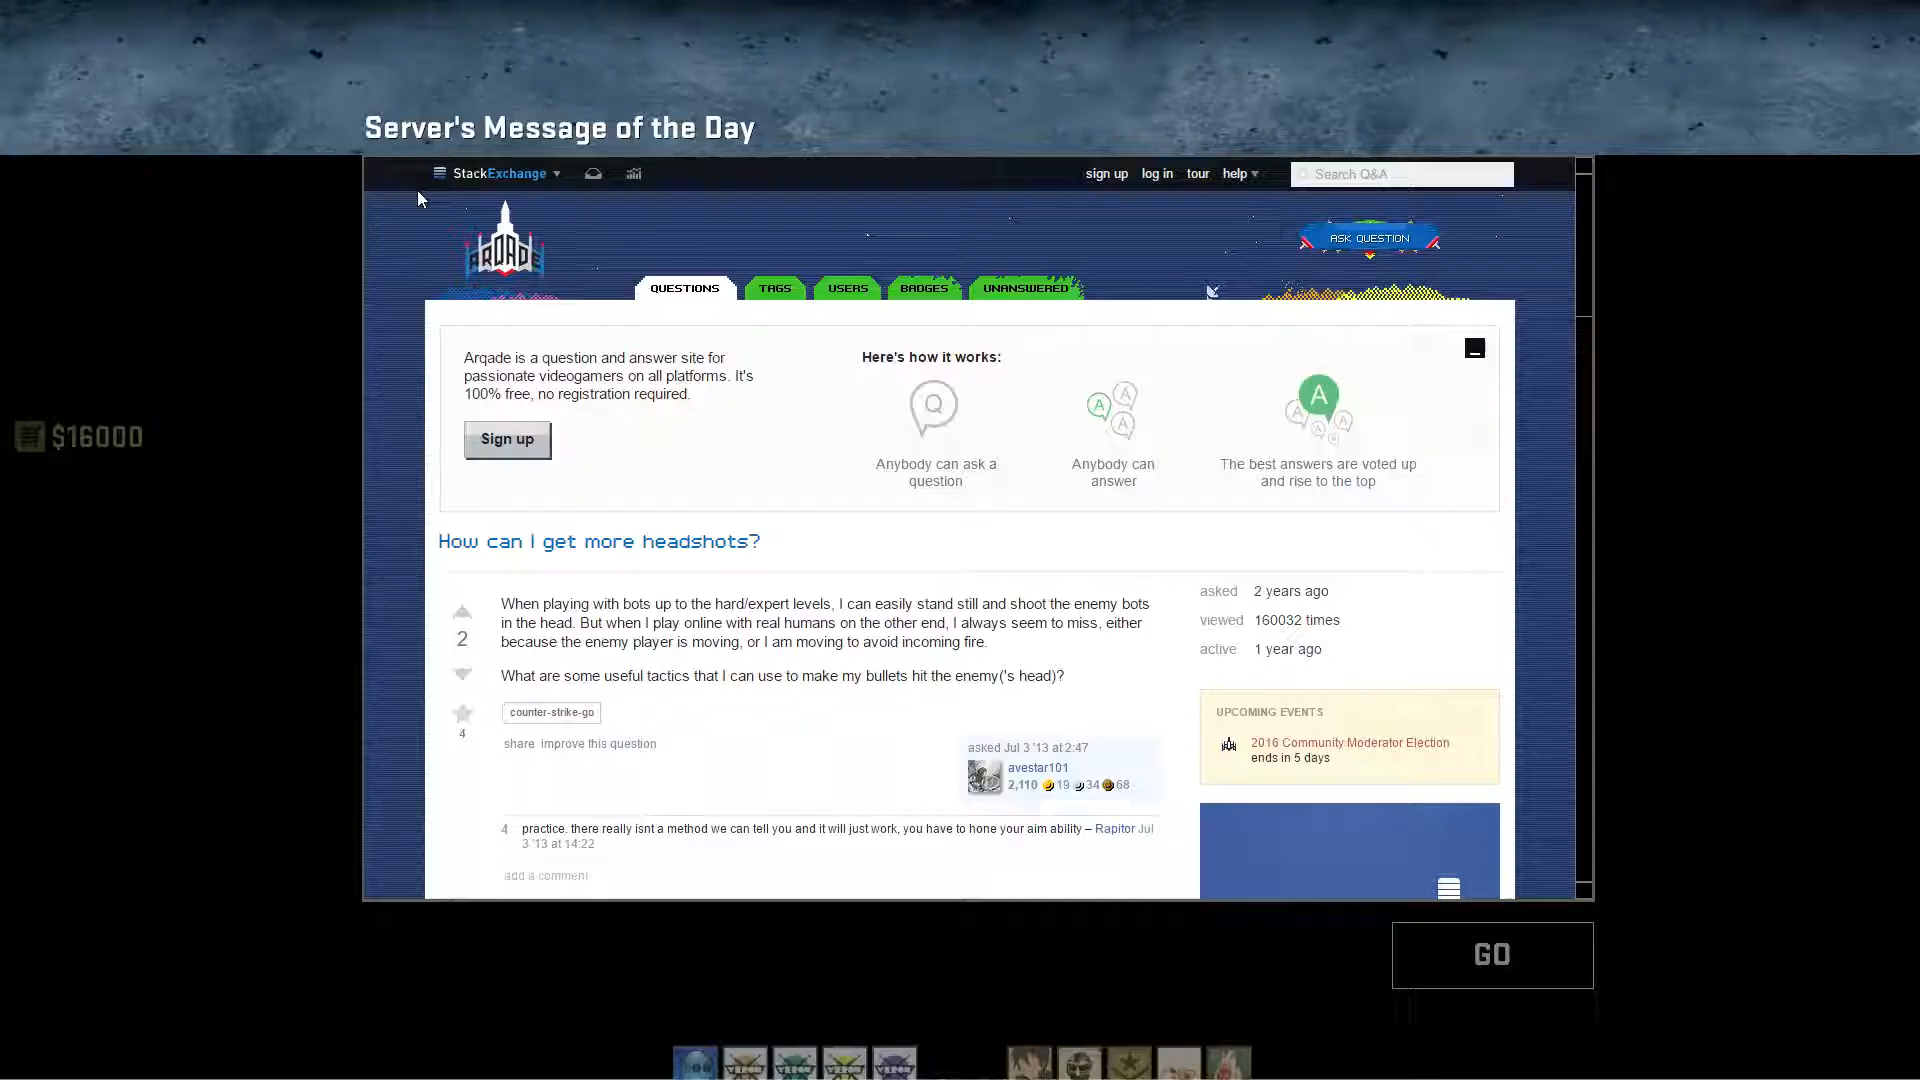 Server's Message of the Day
StackExchange
sign up log in tour help
Search Q&A
ARQADE
ASK QUESTION
QUESTIONS TAGS USERS BADGES UNANSWERED
Arqade is a question and answer site for
passionate videogamers on all platforms. It's
100% free, no registration required.
Sign up
Here's how it works:
Q
A A A
A A A A A
Anybody can ask a
question
Anybody can
answer
The best answers are voted up
and rise to the top
$16000
How can I get more headshots?
2
When playing with bots up to the hard/expert levels, I can easily stand still and shoot the enemy bots
in the head. But when I play online with real humans on the other end, I always seem to miss, either
because the enemy player is moving, or I am moving to avoid incoming fire.
What are some useful tactics that I can use to make my bullets hit the enemy('s head)?
4
counter-strike-go
share improve this question
asked Jul 3 '13 at 2:47
avestar101
2,110 19 34 68
4 practice. there really isnt a method we can tell you and it will just work, you have to hone your aim ability – Rapitor Jul
3 '13 at 14:22
add a comment
asked 2 years ago
viewed 160032 times
active 1 year ago
UPCOMING EVENTS
2016 Community Moderator Election
ends in 5 days
GO